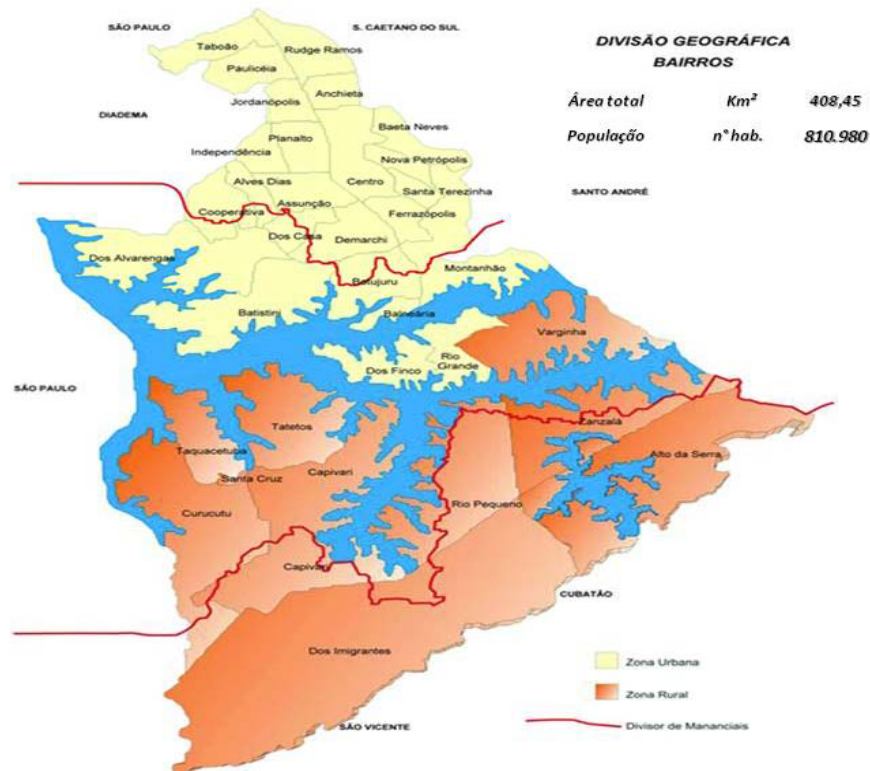 SÃO PAULO
S. CAETANO DO SUL
DIVISÃO GEOGRÁFICA
BAIRROS
Área total Km² 408,45
População n° hab. 810.980
Taboão
Rudge Ramos
Paulicéia
Anchieta
Jordanópolis
DIADEMA
Baeta Neves
Planalto
Independência
Nova Petrópolis
Alves Dias
Centro
Santa Terezinha
SANTO ANDRÉ
Assunção
Cooperativa
Ferrazópolis
Dos Casa
Demarchi
Dos Alvarengas
Montanhão
Botujuru
Batistini
Balneária
Varginha
Rio
Grande
Dos Finco
SÃO PAULO
Tatetos
Zanzalá
Taquacetuba
Alto da Serra
Capivari
Santa Cruz
Rio Pequeno
Curucutu
Capivari
CUBATÃO
Dos Imigrantes
Zona Urbana
Zona Rural
SÃO VICENTE
Divisor de Mananciais